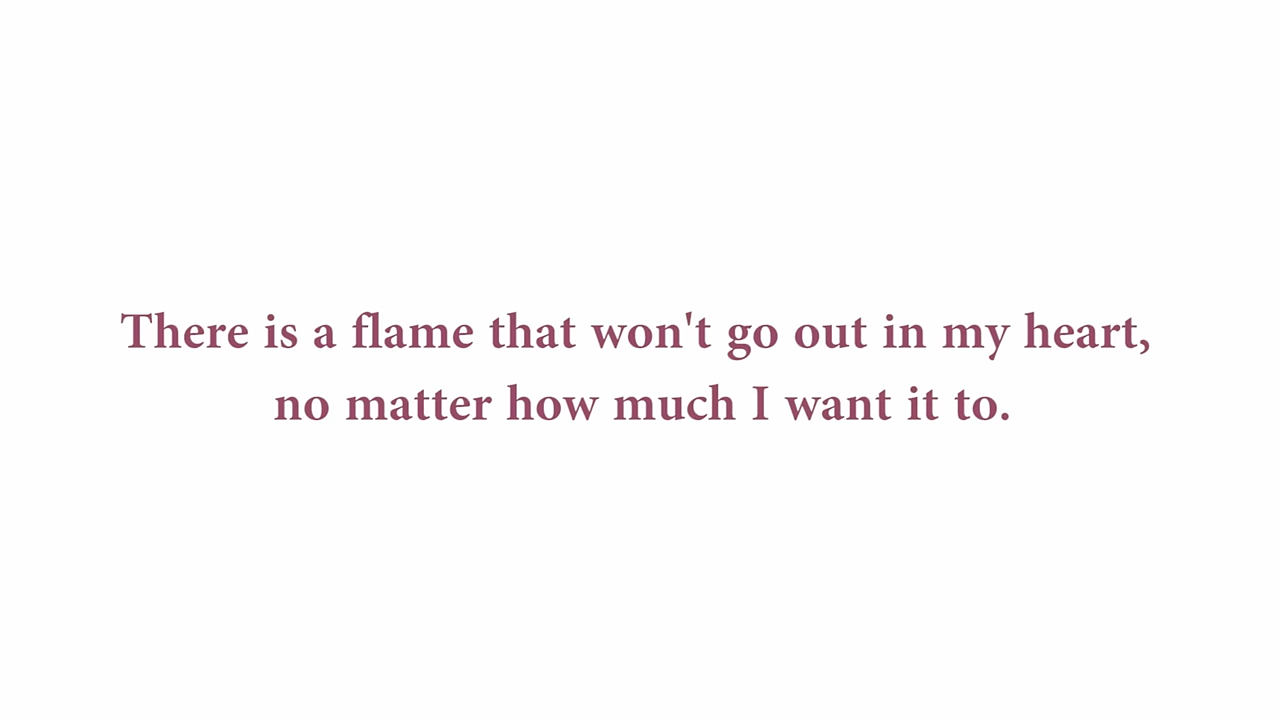 There is a flame that won't go out in my heart,
no matter how much I want it to.